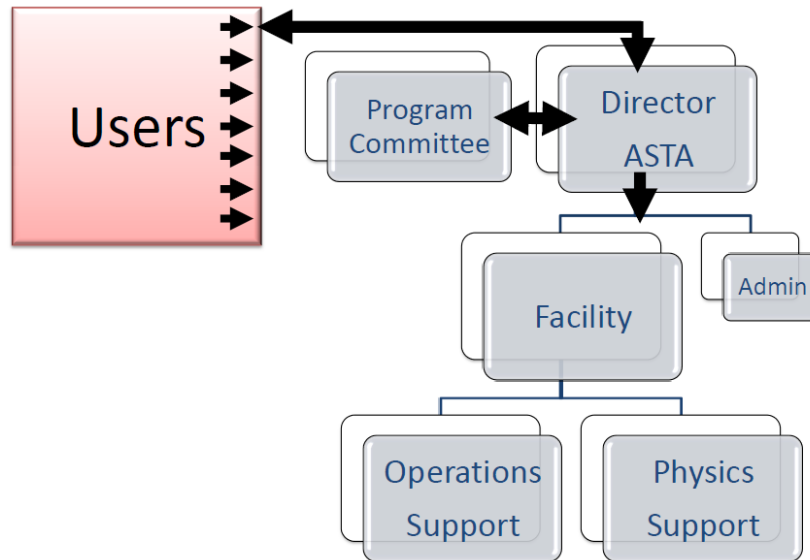 Users
Program
Committee
Director
ASTA
Facility
Admin
Operations
Support
Physics
Support